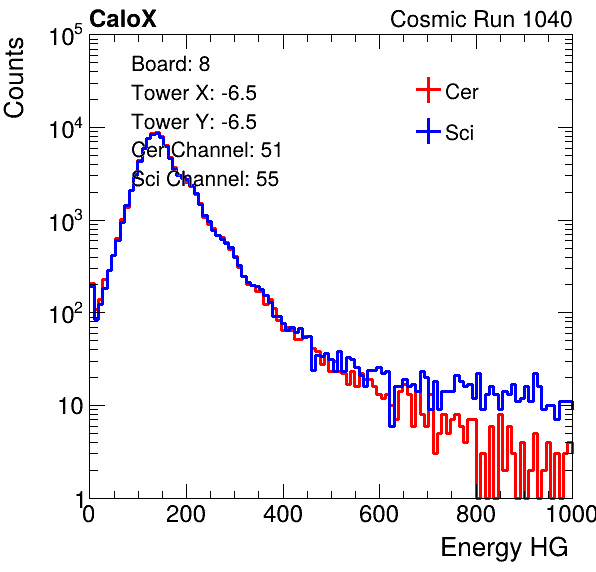 CaloX Cosmic Run 1040
Counts
10^5
10^4
10^3
10^2
10
1
Board: 8
Tower X: -6.5
Tower Y: -6.5
Cer Channel: 51
Sci Channel: 55
Cer
Sci
0 200 400 600 800 1000
Energy HG